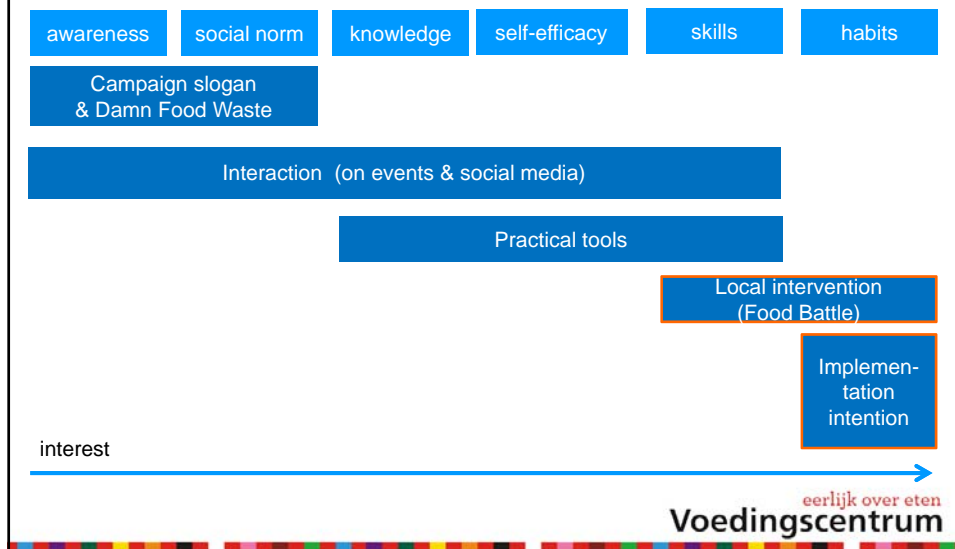 awareness
social norm
knowledge
self-efficacy
skills
habits
Campaign slogan
& Damn Food Waste
Interaction (on events & social media)
Practical tools
Local intervention
(Food Battle)
Implemen-
tation
intention
interest
eerlijk over eten
Voedingscentrum